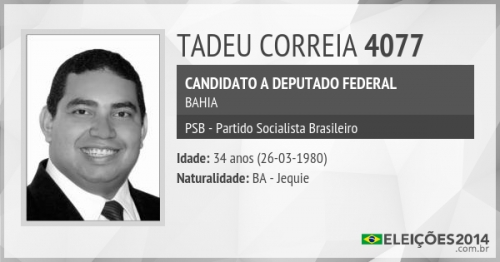 TADEU CORREIA 4077
CANDIDATO A DEPUTADO FEDERAL
BAHIA
PSB - Partido Socialista Brasileiro
Idade: 34 anos (26-03-1980)
Naturalidade: BA - Jequie
ELEIÇÕES2014
.com.br